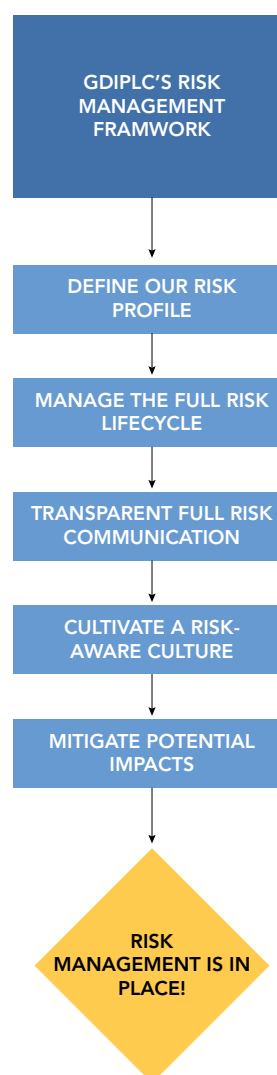 GDIPLC'S RISK
MANAGEMENT
FRAMWORK
DEFINE OUR RISK
PROFILE
MANAGE THE FULL RISK
LIFECYCLE
TRANSPARENT FULL RISK
COMMUNICATION
CULTIVATE A RISK-
AWARE CULTURE
MITIGATE POTENTIAL
IMPACTS
RISK
MANAGEMENT IS IN
PLACE!